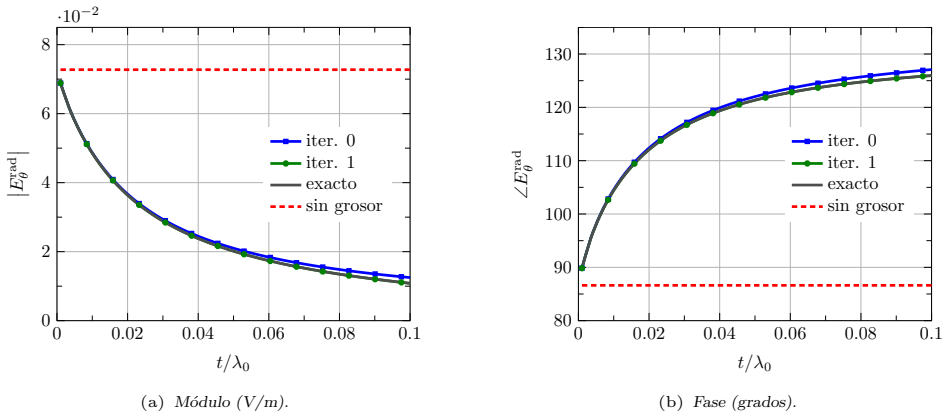 ·10⁻²
8
6
4
2
0
|E_θ^rad|
iter. 0
iter. 1
exacto
sin grosor
0 0.02 0.04 0.06 0.08 0.1
t/λ₀
(a) Módulo (V/m).
130
120
110
100
90
80
∠E_θ^rad
iter. 0
iter. 1
exacto
sin grosor
0 0.02 0.04 0.06 0.08 0.1
t/λ₀
(b) Fase (grados).